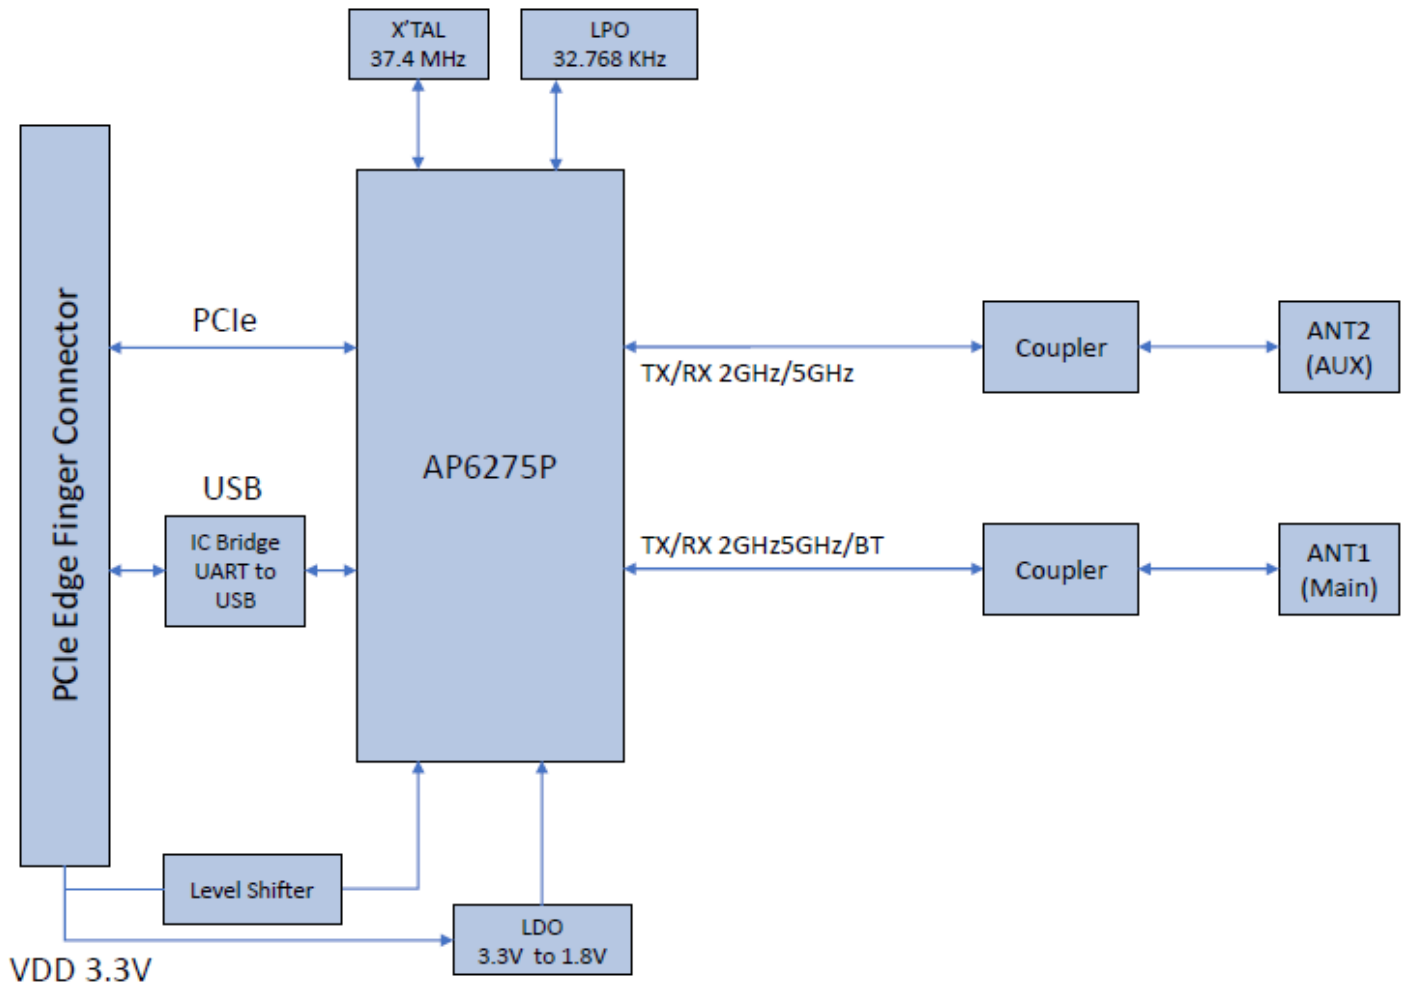 X'TAL
37.4 MHz
LPO
32.768 KHz
PCIe Edge Finger Connector
PCIe
USB
IC Bridge
UART to
USB
AP6275P
TX/RX 2GHz/5GHz
Coupler
ANT2
(AUX)
TX/RX 2GHz5GHz/BT
Coupler
ANT1
(Main)
Level Shifter
LDO
3.3V to 1.8V
VDD 3.3V